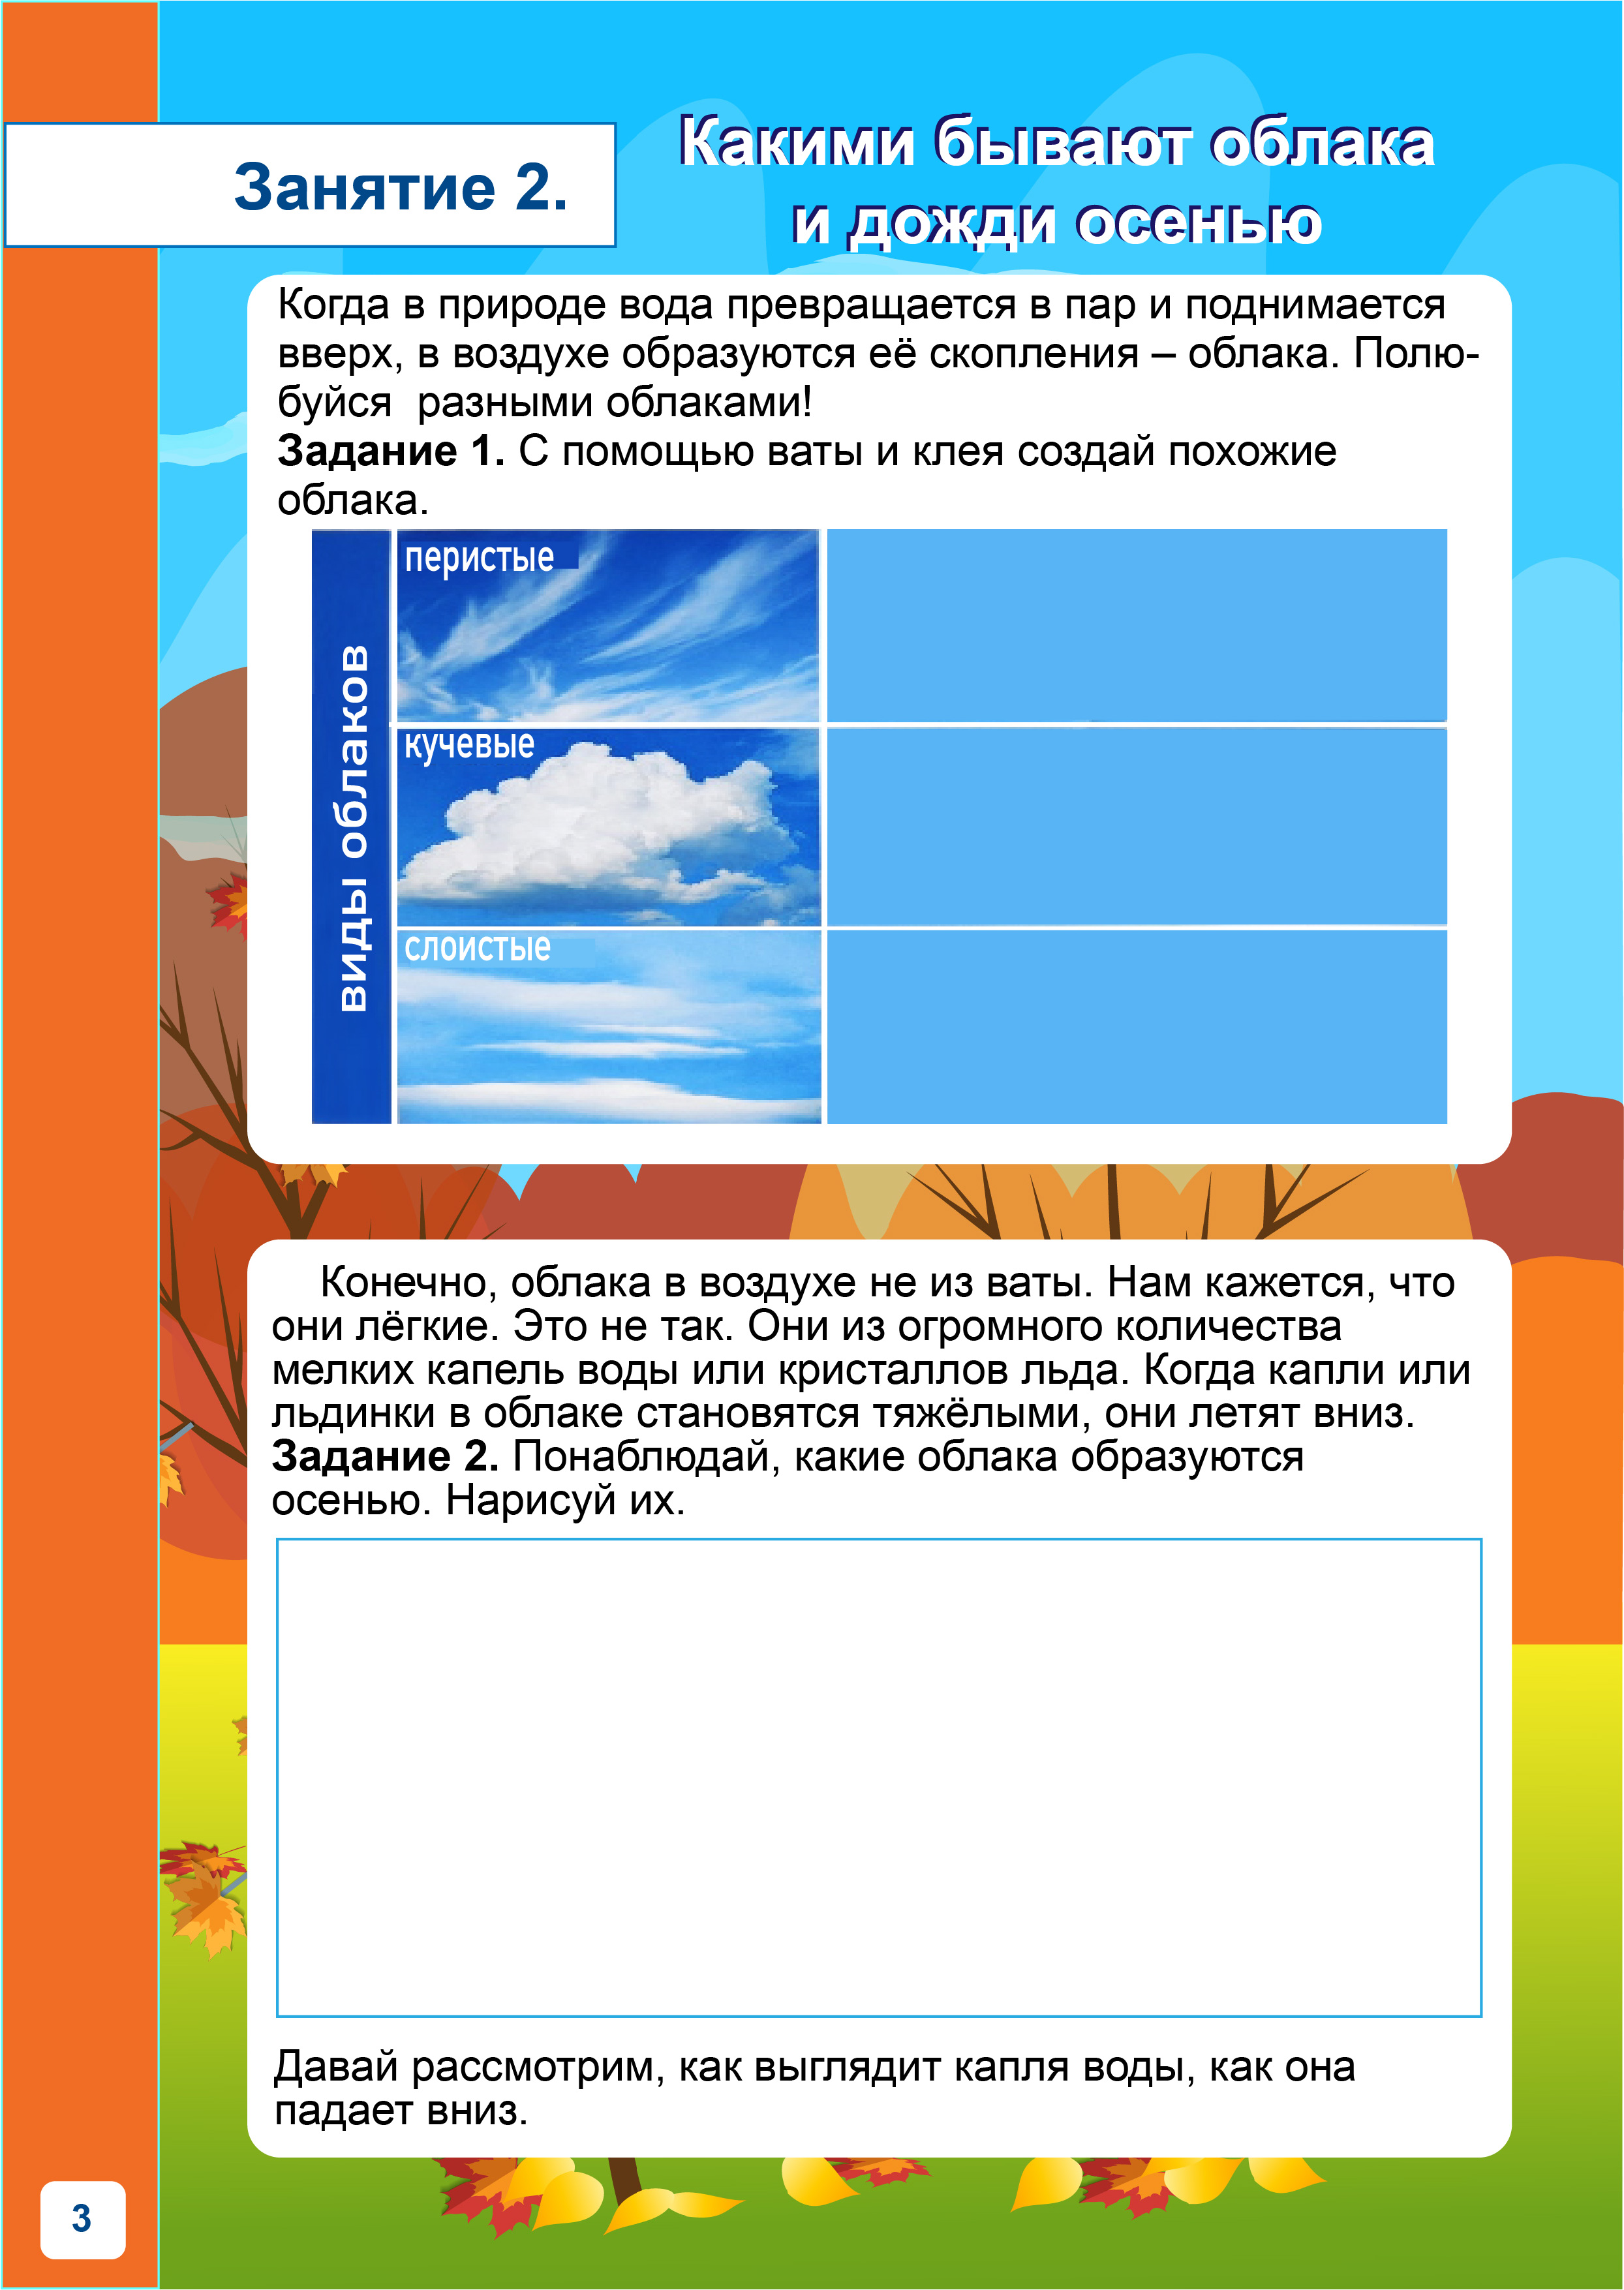 Занятие 2.
Какими бывают облака
и дожди осенью
Когда в природе вода превращается в пар и поднимается
вверх, в воздухе образуются её скопления – облака. Полю-
буйся  разными облаками!
Задание 1. С помощью ваты и клея создай похожие
облака.
виды облаков
перистые
кучевые
слоистые
Конечно, облака в воздухе не из ваты. Нам кажется, что
они лёгкие. Это не так. Они из огромного количества
мелких капель воды или кристаллов льда. Когда капли или
льдинки в облаке становятся тяжёлыми, они летят вниз.
Задание 2. Понаблюдай, какие облака образуются
осенью. Нарисуй их.
Давай рассмотрим, как выглядит капля воды, как она
падает вниз.
3